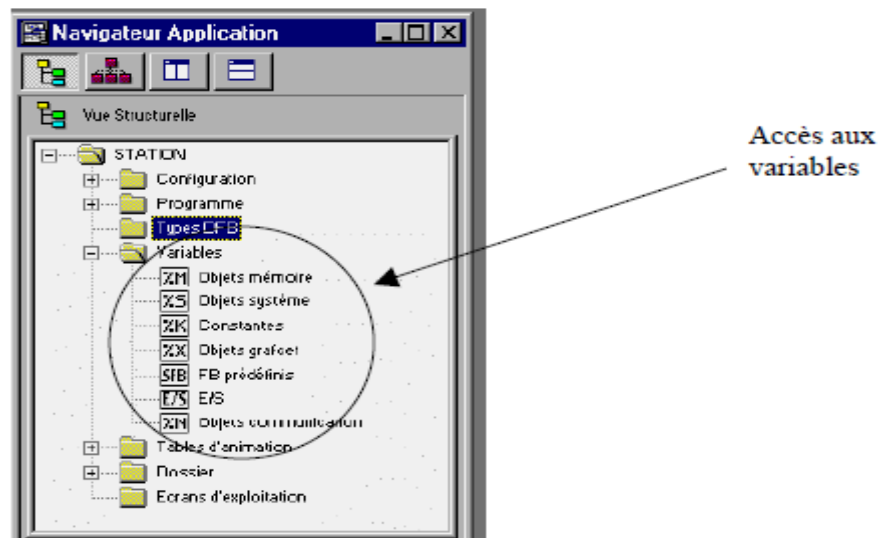 Navigateur Application
Vue Structurelle
STATION
Configuration
Programme
Types DFB
Variables
%M Objets mémoire
%S Objets système
%K Constantes
%X Objets grafcet
SFB FB prédéfinis
E/S E/S
%N Objets communication
Tables d'animation
Dossier
Ecrans d'exploitation
Accès aux
variables